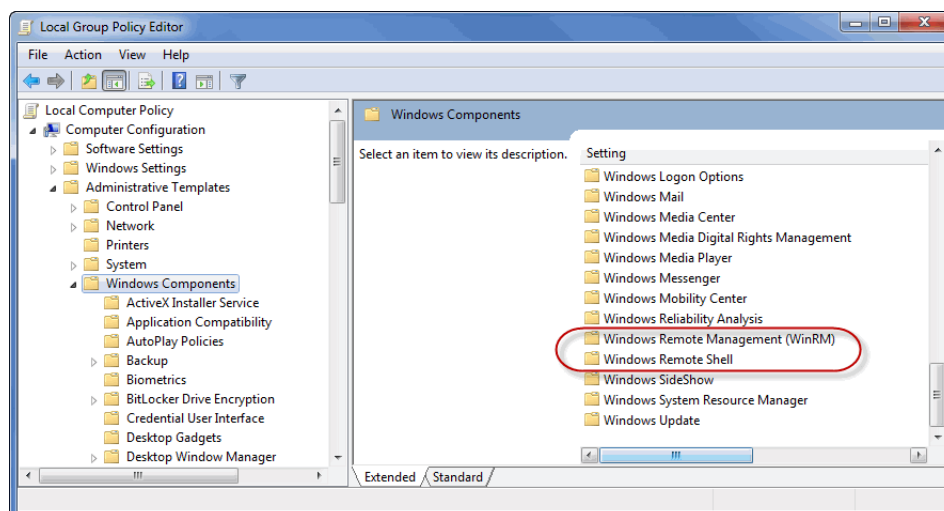 Local Group Policy Editor
File Action View Help
Local Computer Policy
Computer Configuration
Software Settings
Windows Settings
Administrative Templates
Control Panel
Network
Printers
System
Windows Components
ActiveX Installer Service
Application Compatibility
AutoPlay Policies
Backup
Biometrics
BitLocker Drive Encryption
Credential User Interface
Desktop Gadgets
Desktop Window Manager
Windows Components
Select an item to view its description.
Setting
Windows Logon Options
Windows Mail
Windows Media Center
Windows Media Digital Rights Management
Windows Media Player
Windows Messenger
Windows Mobility Center
Windows Reliability Analysis
Windows Remote Management (WinRM)
Windows Remote Shell
Windows SideShow
Windows System Resource Manager
Windows Update
Extended Standard